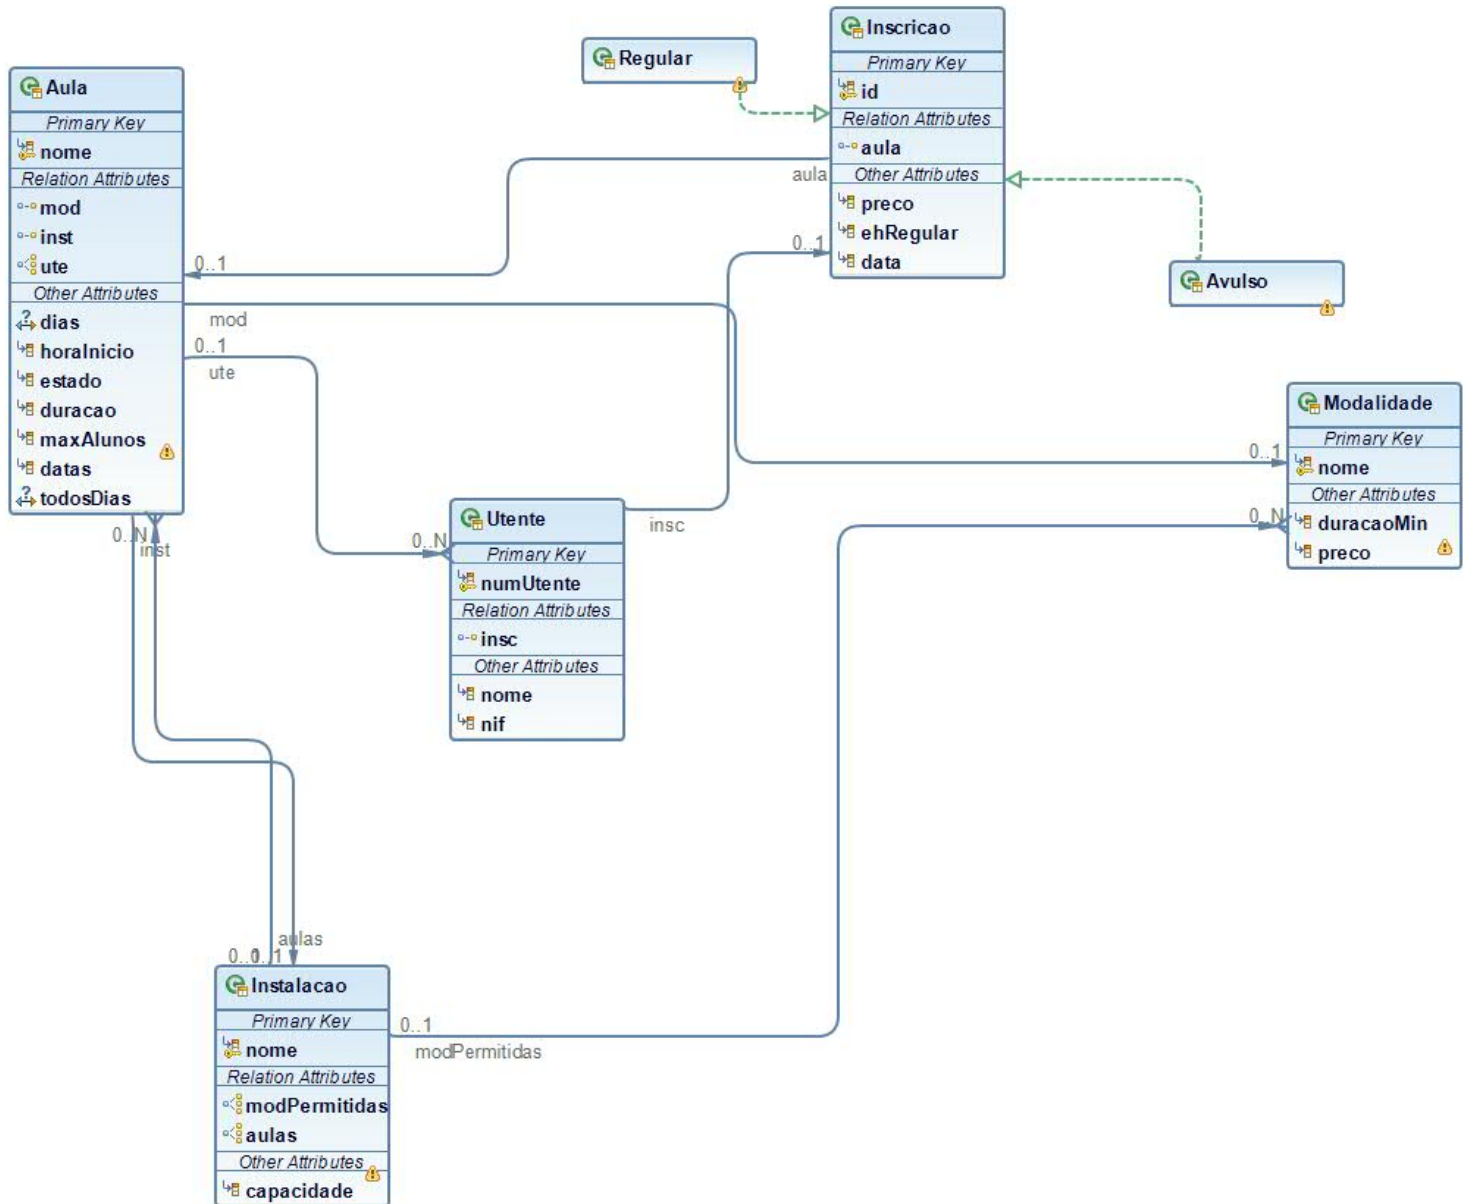 Aula
Primary Key
nome
Relation Attributes
mod
inst
ute
Other Attributes
dias
horaInicio
estado
duracao
maxAlunos
datas
todosDias
Regular
Inscricao
Primary Key
id
Relation Attributes
aula
Other Attributes
preco
ehRegular
data
Avulso
aula
0..1
0..1
mod
0..1
ute
0..N
inst
Utente
Primary Key
numUtente
Relation Attributes
insc
Other Attributes
nome
nif
0..N
insc
Modalidade
Primary Key
nome
Other Attributes
duracaoMin
preco
0..1
0..N
aulas
0..1
Instalacao
Primary Key
nome
Relation Attributes
modPermitidas
aulas
Other Attributes
capacidade
0..1
modPermitidas